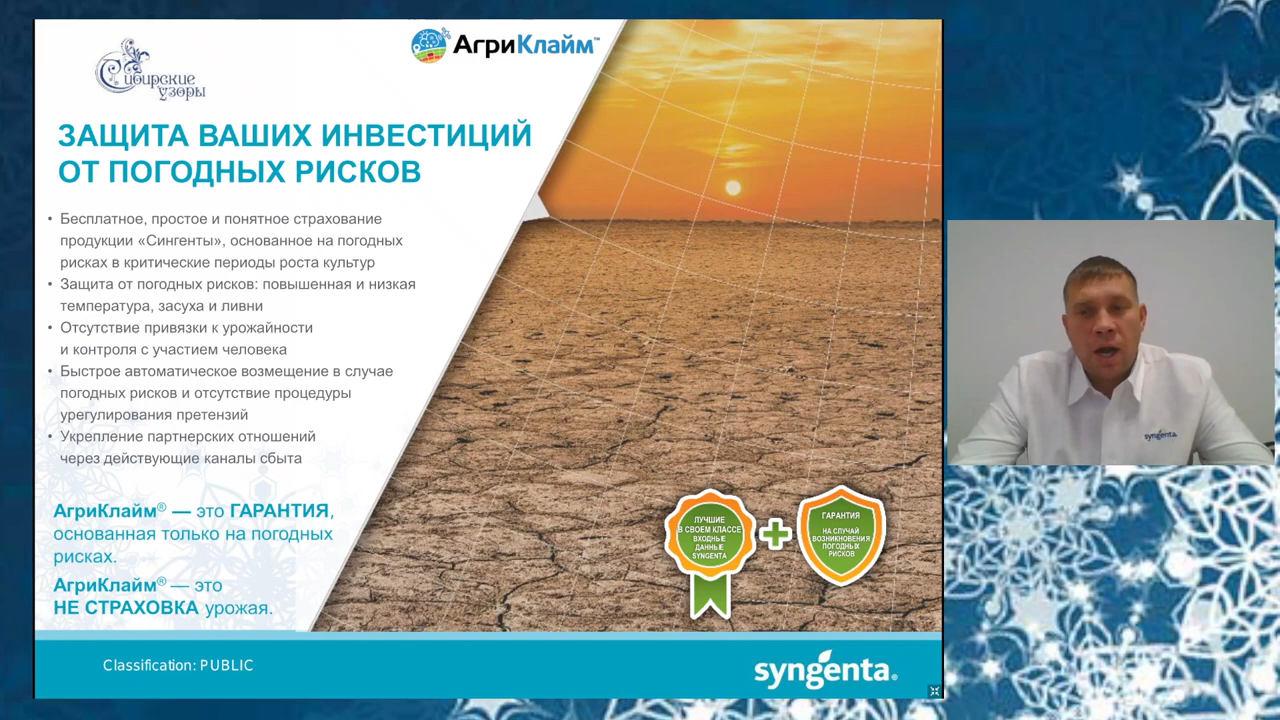 Сибирские
узоры
АгриКлайм™
ЗАЩИТА ВАШИХ ИНВЕСТИЦИЙ
ОТ ПОГОДНЫХ РИСКОВ
• Бесплатное, простое и понятное страхование
продукции «Сингенты», основанное на погодных
рисках в критические периоды роста культур
• Защита от погодных рисков: повышенная и низкая
температура, засуха и ливни
• Отсутствие привязки к урожайности
и контроля с участием человека
• Быстрое автоматическое возмещение в случае
погодных рисков и отсутствие процедуры
урегулирования претензий
• Укрепление партнерских отношений
через действующие каналы сбыта
АгриКлайм® — это ГАРАНТИЯ,
основанная только на погодных
рисках.
АгриКлайм® — это
НЕ СТРАХОВКА урожая.
ЛУЧШИЕ
В СВОЕМ КЛАССЕ
ВХОДНЫЕ
ДАННЫЕ
SYNGENTA
+
ГАРАНТИЯ
НА СЛУЧАЙ
ВОЗНИКНОВЕНИЯ
ПОГОДНЫХ
РИСКОВ
Classification: PUBLIC
syngenta®
syngenta